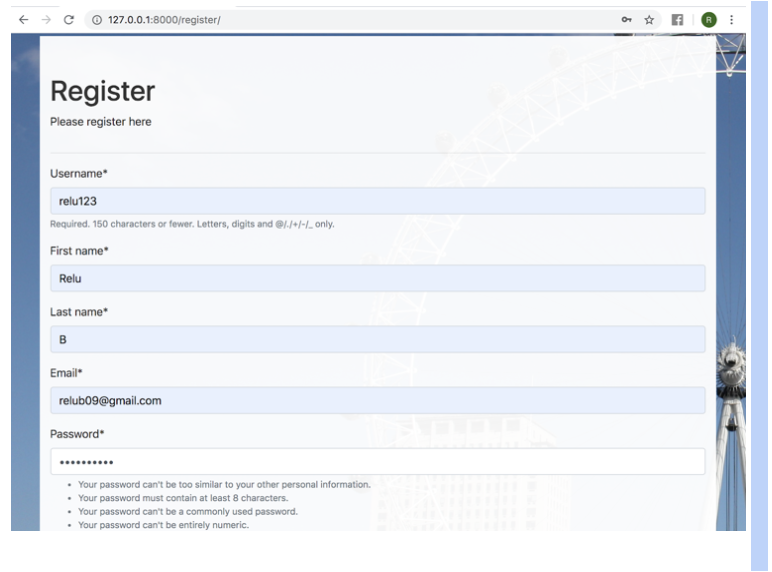 127.0.0.1:8000/register/
R
Register
Please register here
Username*
relu123
Required. 150 characters or fewer. Letters, digits and @/./+/-/_ only.
First name*
Relu
Last name*
B
Email*
relub09@gmail.com
Password*
••••••••••
• Your password can't be too similar to your other personal information.
• Your password must contain at least 8 characters.
• Your password can't be a commonly used password.
• Your password can't be entirely numeric.